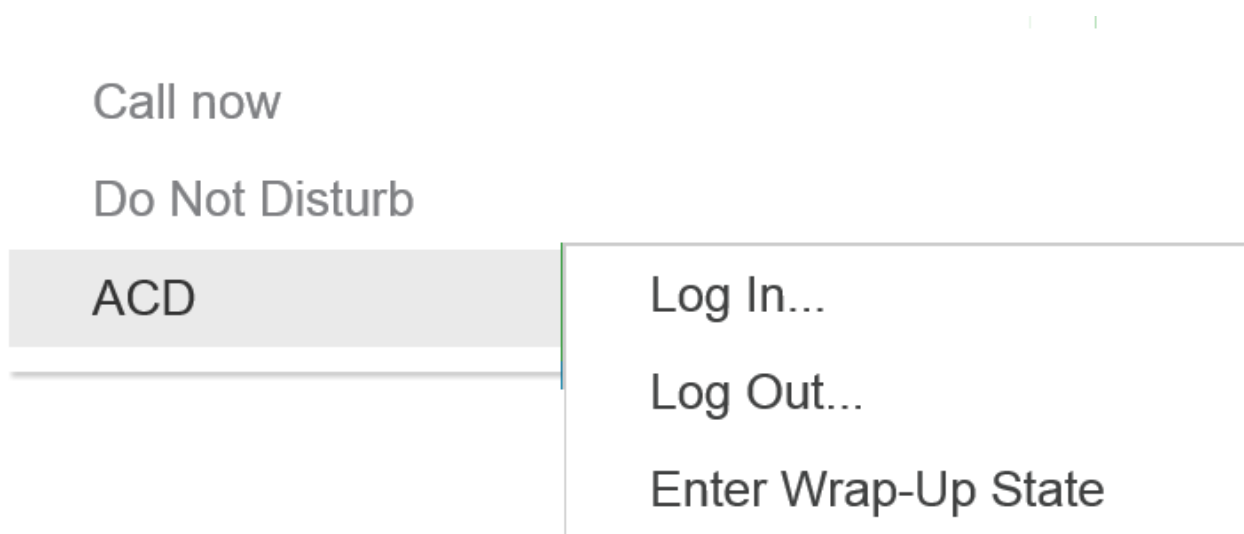 Call now
Do Not Disturb
ACD
Log In...
Log Out...
Enter Wrap-Up State